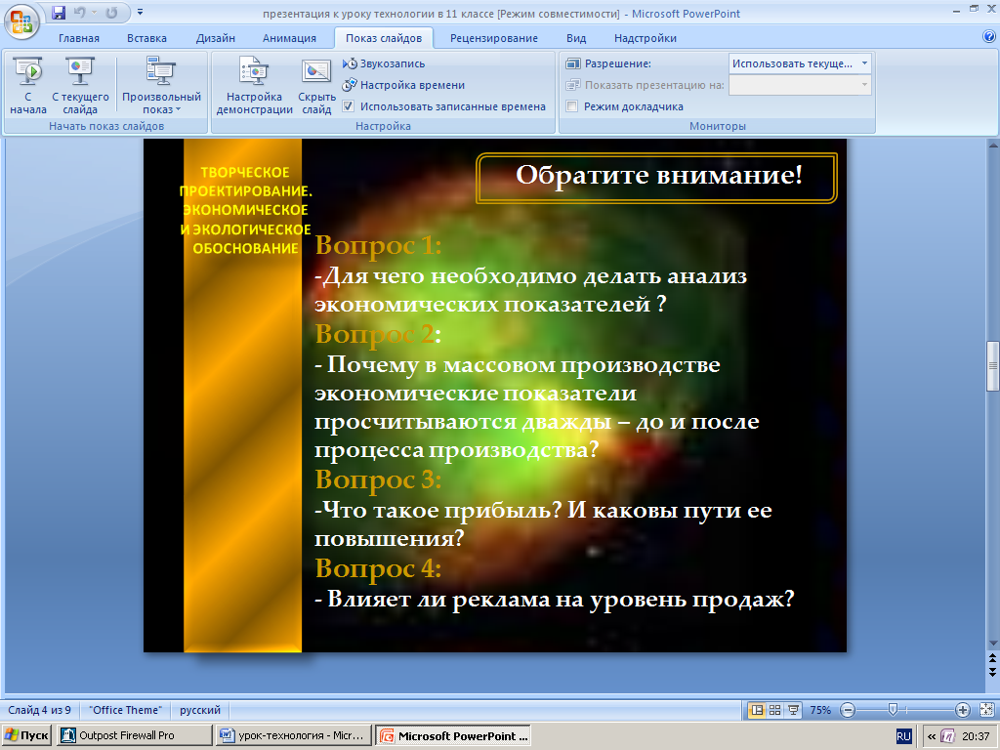 презентация к уроку технологии в 11 классе [Режим совместимости] - Microsoft PowerPoint
Главная Вставка Дизайн Анимация Показ слайдов Рецензирование Вид Надстройки
С начала
С текущего слайда
Произвольный показ
Начать показ слайдов
Настройка демонстрации
Скрыть слайд
Звукозапись
Настройка времени
Использовать записанные времена
Настройка
Разрешение: Использовать текуще...
Показать презентацию на:
Режим докладчика
Мониторы
ТВОРЧЕСКОЕ
ПРОЕКТИРОВАНИЕ.
ЭКОНОМИЧЕСКОЕ
И ЭКОЛОГИЧЕСКОЕ
ОБОСНОВАНИЕ
Обратите внимание!
Вопрос 1:
-Для чего необходимо делать анализ
экономических показателей ?
Вопрос 2:
- Почему в массовом производстве
экономические показатели
просчитываются дважды – до и после
процесса производства?
Вопрос 3:
-Что такое прибыль? И каковы пути ее
повышения?
Вопрос 4:
- Влияет ли реклама на уровень продаж?
Слайд 4 из 9 "Office Theme" русский 75%
Пуск Outpost Firewall Pro урок-технология - Micr... Microsoft PowerPoint ... RU « 20:37